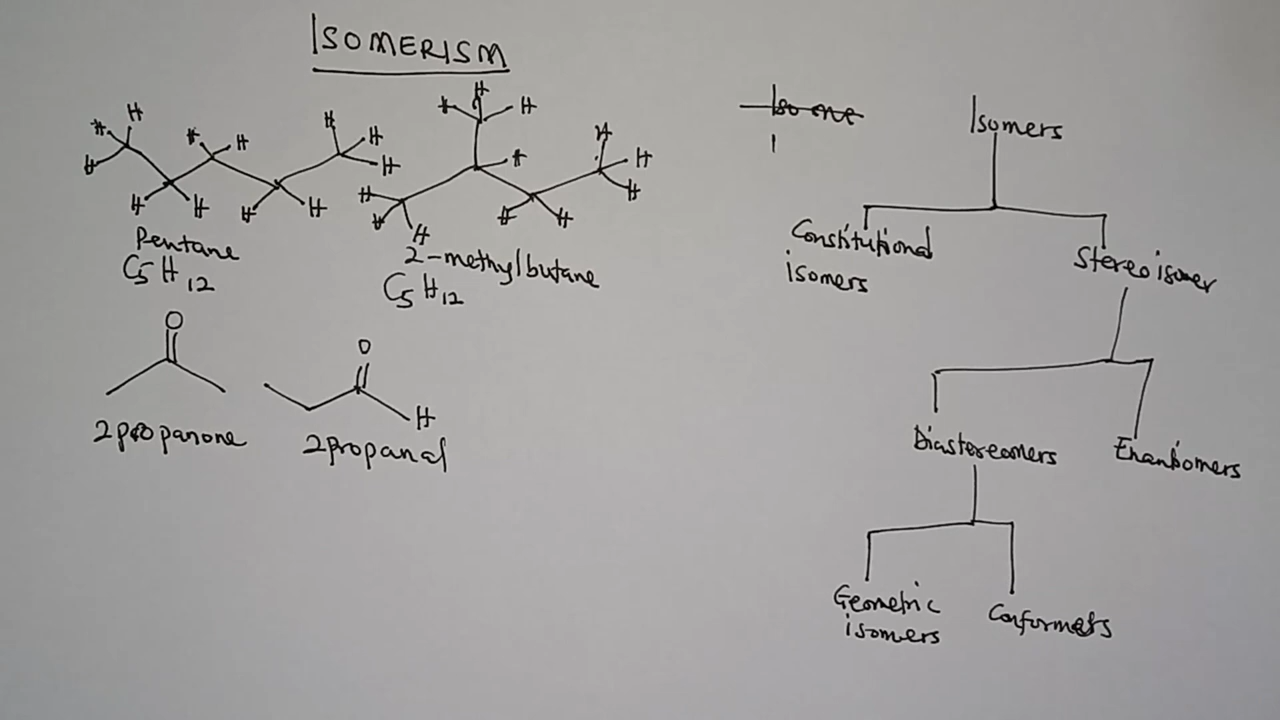 ISOMERISM
H H H H H H H H H H H H
Pentane
C5H12
H H H H H H H H H H H H
2-methylbutane
C5H12
O
2propanone
O
H
2propanal
Isomers
Constitutional
isomers
Stereoisomer
Diastereomers
Enantiomers
Geometric
isomers
Conformers